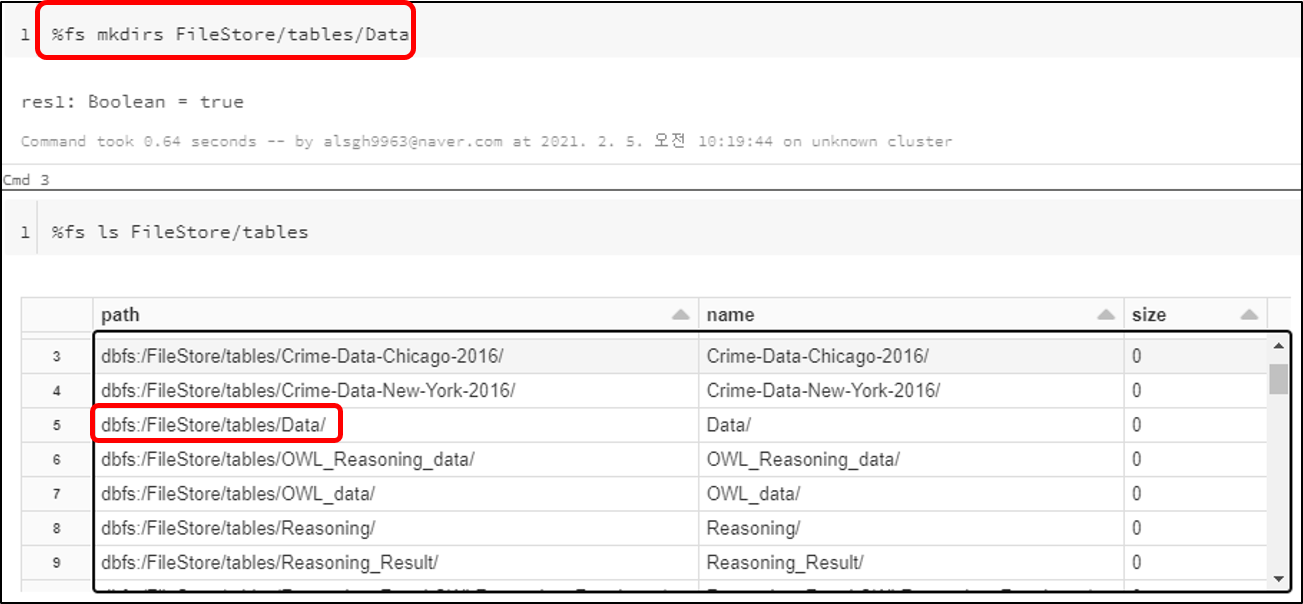 1 %fs mkdirs FileStore/tables/Data
res1: Boolean = true
Command took 0.64 seconds -- by alsgh9963@naver.com at 2021. 2. 5. 오전 10:19:44 on unknown cluster
Cmd 3
1 %fs ls FileStore/tables
path name size
3 dbfs:/FileStore/tables/Crime-Data-Chicago-2016/ Crime-Data-Chicago-2016/ 0
4 dbfs:/FileStore/tables/Crime-Data-New-York-2016/ Crime-Data-New-York-2016/ 0
5 dbfs:/FileStore/tables/Data/ Data/ 0
6 dbfs:/FileStore/tables/OWL_Reasoning_data/ OWL_Reasoning_data/ 0
7 dbfs:/FileStore/tables/OWL_data/ OWL_data/ 0
8 dbfs:/FileStore/tables/Reasoning/ Reasoning/ 0
9 dbfs:/FileStore/tables/Reasoning_Result/ Reasoning_Result/ 0